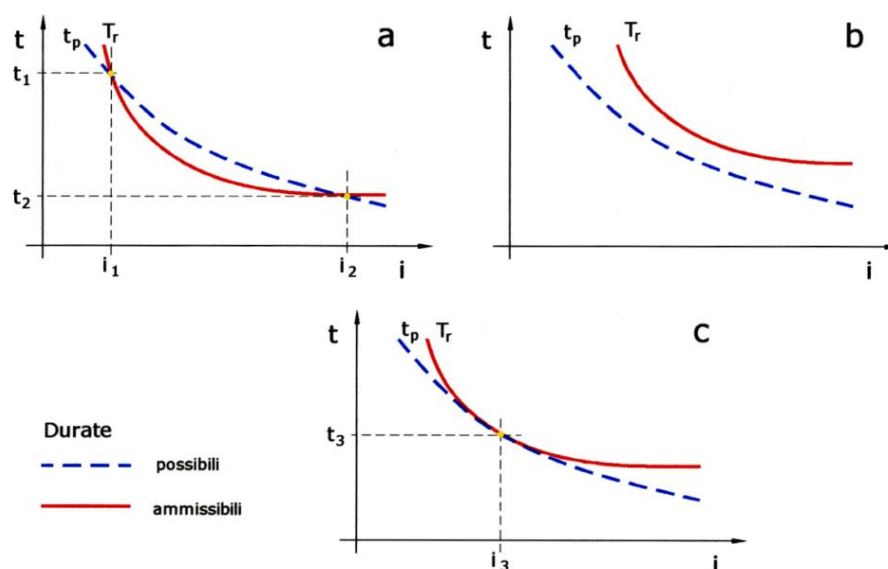 t
t_p
T_r
a
t_1
t_2
i_1
i_2
i
t
t_p
T_r
b
i
t
t_p
T_r
c
t_3
i_3
i
Durate
possibili
ammissibili